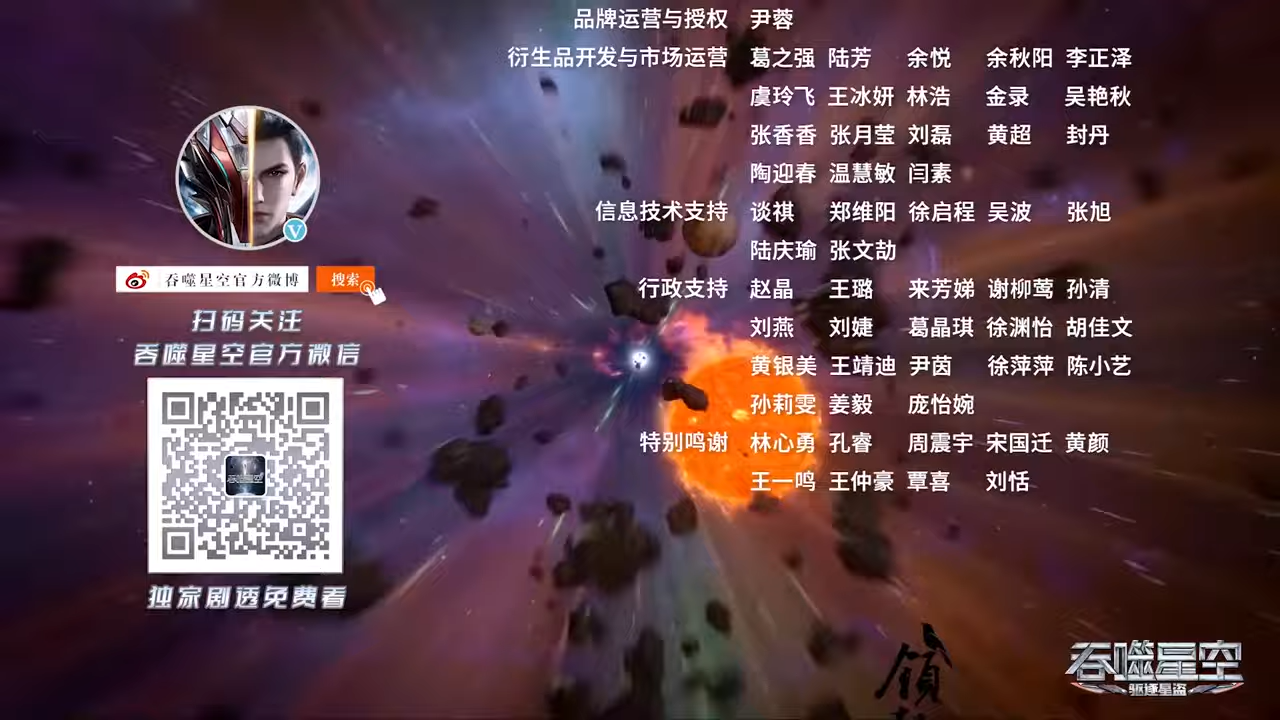 品牌运营与授权 尹蓉
衍生品开发与市场运营 葛之强 陆芳 余悦 余秋阳 李正泽
虞玲飞 王冰妍 林浩 金录 吴艳秋
张香香 张月莹 刘磊 黄超 封丹
陶迎春 温慧敏 闫素
信息技术支持 谈祺 郑维阳 徐启程 吴波 张旭
陆庆瑜 张文劼
行政支持 赵晶 王璐 来芳娣 谢柳莺 孙清
刘燕 刘婕 葛晶琪 徐渊怡 胡佳文
黄银美 王靖迪 尹茵 徐萍萍 陈小艺
孙莉雯 姜毅 庞怡婉
特别鸣谢 林心勇 孔睿 周震宇 宋国迁 黄颜
王一鸣 王仲豪 覃喜 刘恬
V
吞噬星空官方微博 搜索
扫码关注
吞噬星空官方微信
吞噬星空
独家剧透免费看
吞噬星空
驱逐星盗